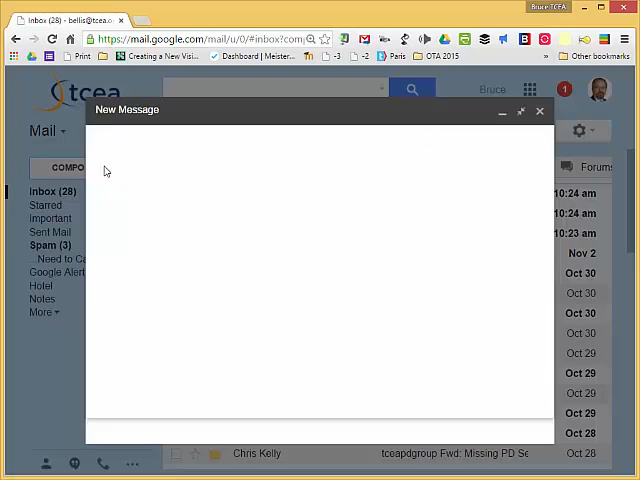 Bruce TCEA
Inbox (28) - bellis@tcea.o
https://mail.google.com/mail/u/0/#inbox?com
Print
Creating a New Visi...
Dashboard | Meister...
-3
-2
Paris
OTA 2015
Other bookmarks
tcea
Bruce
1
New Message
Mail
COMPO
Forums
Inbox (28)
10:24 am
Starred
Important
10:24 am
Sent Mail
10:23 am
Spam (3)
Nov 2
...Need to Ca
Google Alert
Oct 30
Hotel
Oct 30
Notes
More
Oct 30
Oct 30
Oct 29
Oct 29
Oct 29
Oct 29
Oct 28
Chris Kelly tceapdgroup Fwd: Missing PD Se Oct 28